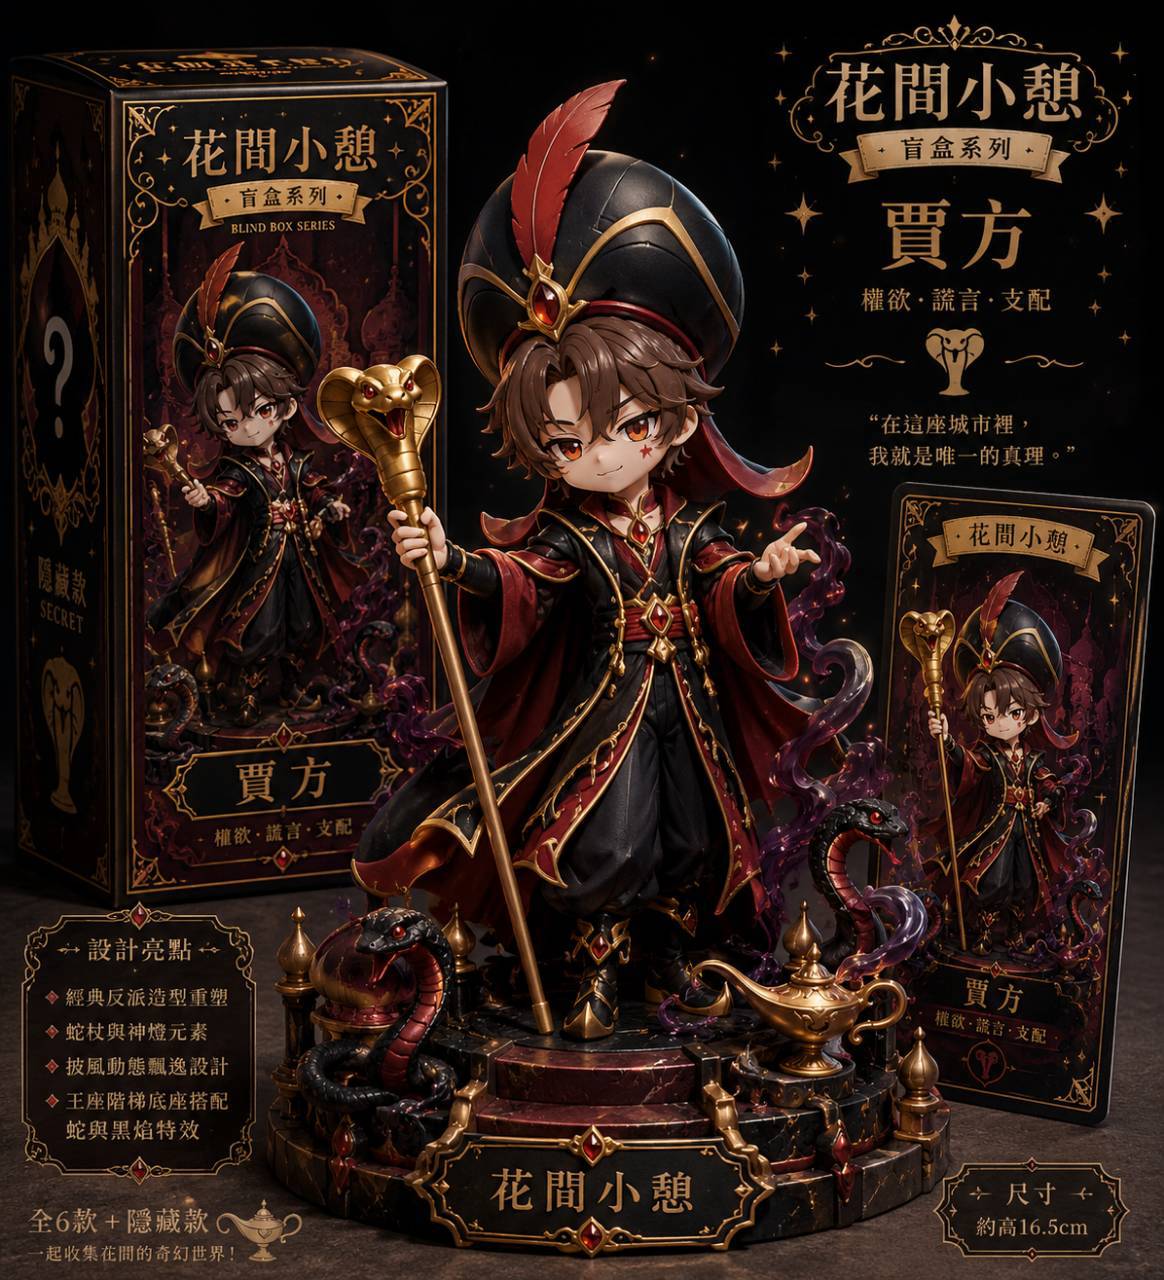 花間小憩
盲盒系列
賈方
權欲·謊言·支配
“在這座城市裡，
我就是唯一的真理。”
花間小憩
盲盒系列
BLIND BOX SERIES
賈方
權欲·謊言·支配
?
隱藏款
SECRET
花間小憩
賈方
權欲·謊言·支配
設計亮點
經典反派造型重塑
蛇杖與神燈元素
披風動態飄逸設計
王座階梯底座搭配
蛇與黑焰特效
花間小憩
全6款 + 隱藏款
一起收集花間的奇幻世界！
尺寸
約高16.5cm